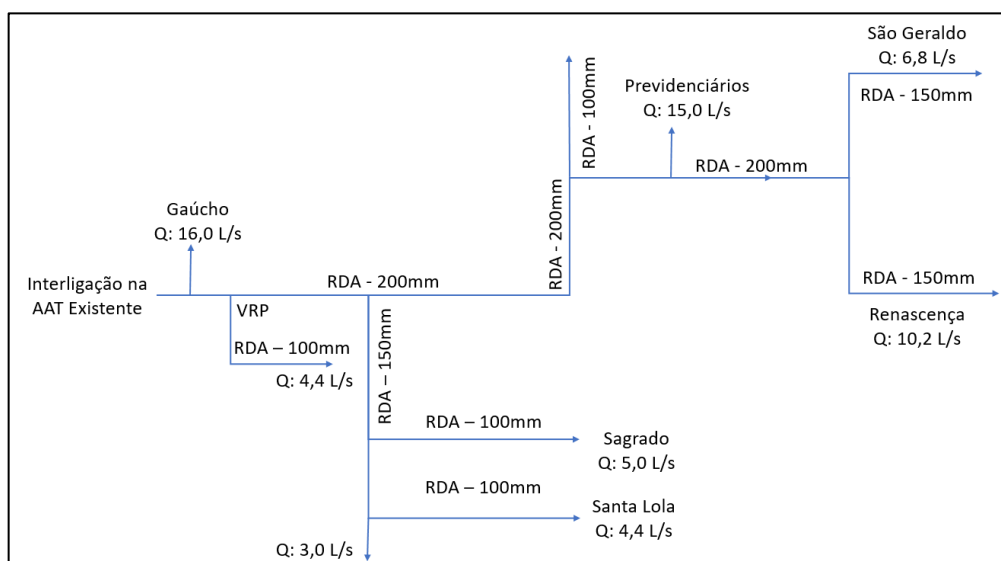 São Geraldo
Q: 6,8 L/s
RDA - 150mm
Previdenciários
Q: 15,0 L/s
RDA - 100mm
RDA - 200mm
RDA - 200mm
Gaúcho
Q: 16,0 L/s
Interligação na
AAT Existente
RDA - 200mm
VRP
RDA – 100mm
Q: 4,4 L/s
RDA – 150mm
RDA - 150mm
Renascença
Q: 10,2 L/s
RDA – 100mm
Sagrado
Q: 5,0 L/s
RDA – 100mm
Santa Lola
Q: 4,4 L/s
Q: 3,0 L/s